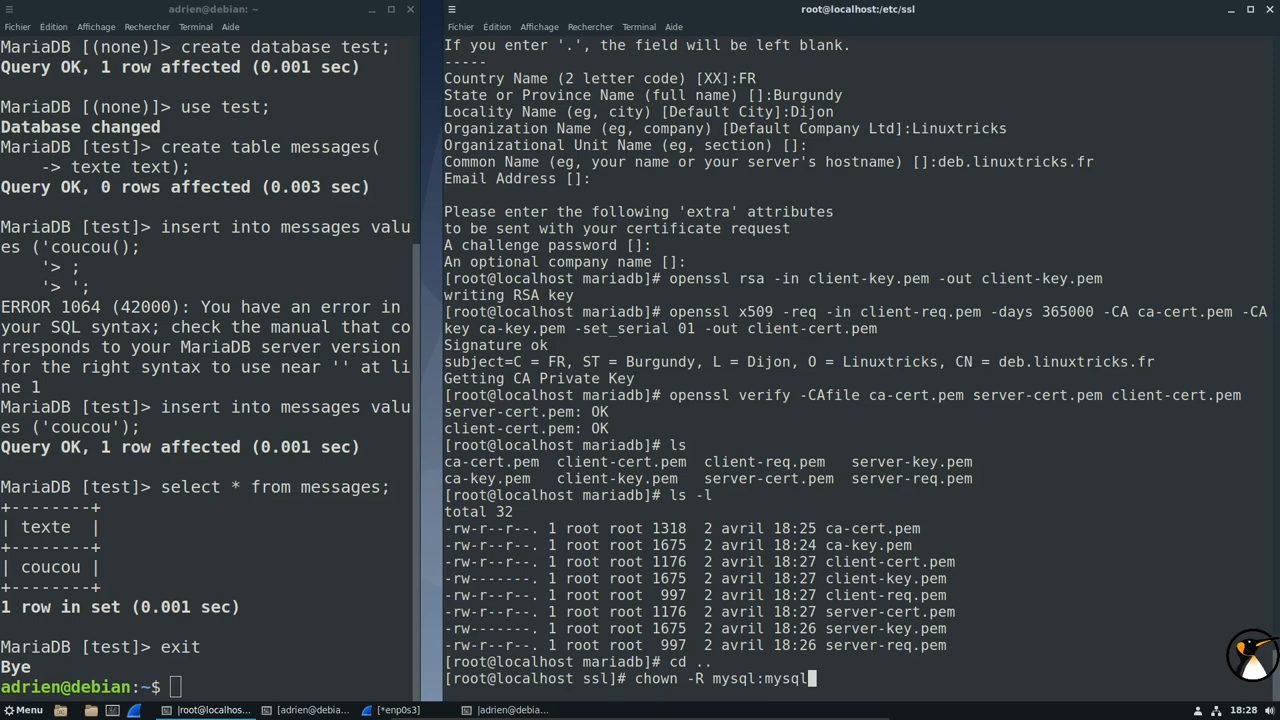 adrien@debian: ~
Fichier Édition Affichage Rechercher Terminal Aide
MariaDB [(none)]> create database test;
Query OK, 1 row affected (0.001 sec)
MariaDB [(none)]> use test;
Database changed
MariaDB [test]> create table messages(
-> texte text);
Query OK, 0 rows affected (0.003 sec)
MariaDB [test]> insert into messages valu
es ('coucou();
'> ;
'> ';
ERROR 1064 (42000): You have an error in
your SQL syntax; check the manual that co
rresponds to your MariaDB server version
for the right syntax to use near '' at li
ne 1
MariaDB [test]> insert into messages valu
es ('coucou');
Query OK, 1 row affected (0.001 sec)
MariaDB [test]> select * from messages;
+--------+
| texte  |
+--------+
| coucou |
+--------+
1 row in set (0.001 sec)
MariaDB [test]> exit
Bye
adrien@debian:~$
root@localhost:/etc/ssl
Fichier Édition Affichage Rechercher Terminal Aide
If you enter '.', the field will be left blank.
-----
Country Name (2 letter code) [XX]:FR
State or Province Name (full name) []:Burgundy
Locality Name (eg, city) [Default City]:Dijon
Organization Name (eg, company) [Default Company Ltd]:Linuxtricks
Organizational Unit Name (eg, section) []:
Common Name (eg, your name or your server's hostname) []:deb.linuxtricks.fr
Email Address []:
Please enter the following 'extra' attributes
to be sent with your certificate request
A challenge password []:
An optional company name []:
[root@localhost mariadb]# openssl rsa -in client-key.pem -out client-key.pem
writing RSA key
[root@localhost mariadb]# openssl x509 -req -in client-req.pem -days 365000 -CA ca-cert.pem -CA
key ca-key.pem -set_serial 01 -out client-cert.pem
Signature ok
subject=C = FR, ST = Burgundy, L = Dijon, O = Linuxtricks, CN = deb.linuxtricks.fr
Getting CA Private Key
[root@localhost mariadb]# openssl verify -CAfile ca-cert.pem server-cert.pem client-cert.pem
server-cert.pem: OK
client-cert.pem: OK
[root@localhost mariadb]# ls
ca-cert.pem  client-cert.pem  client-req.pem   server-key.pem
ca-key.pem   client-key.pem   server-cert.pem  server-req.pem
[root@localhost mariadb]# ls -l
total 32
-rw-r--r--. 1 root root 1318  2 avril 18:25 ca-cert.pem
-rw-r--r--. 1 root root 1675  2 avril 18:24 ca-key.pem
-rw-r--r--. 1 root root 1176  2 avril 18:27 client-cert.pem
-rw-------. 1 root root 1675  2 avril 18:27 client-key.pem
-rw-r--r--. 1 root root  997  2 avril 18:27 client-req.pem
-rw-r--r--. 1 root root 1176  2 avril 18:27 server-cert.pem
-rw-------. 1 root root 1675  2 avril 18:26 server-key.pem
-rw-r--r--. 1 root root  997  2 avril 18:26 server-req.pem
[root@localhost mariadb]# cd ..
[root@localhost ssl]# chown -R mysql:mysql
Menu |root@localhos... [adrien@debia... [*enp0s3] |adrien@debia... 18:28